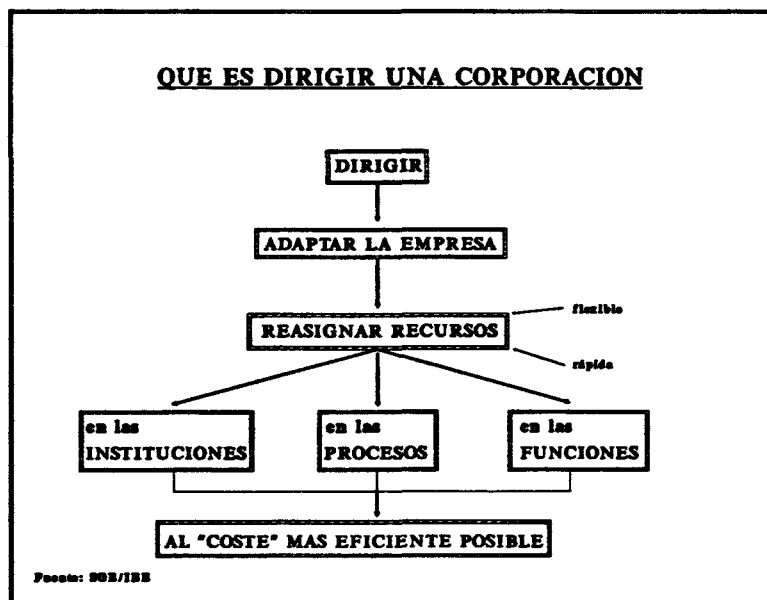 QUE ES DIRIGIR UNA CORPORACION
DIRIGIR
ADAPTAR LA EMPRESA
REASIGNAR RECURSOS
flexible
rápida
en las
INSTITUCIONES
en las
PROCESOS
en las
FUNCIONES
AL "COSTE" MAS EFICIENTE POSIBLE
Fuente: